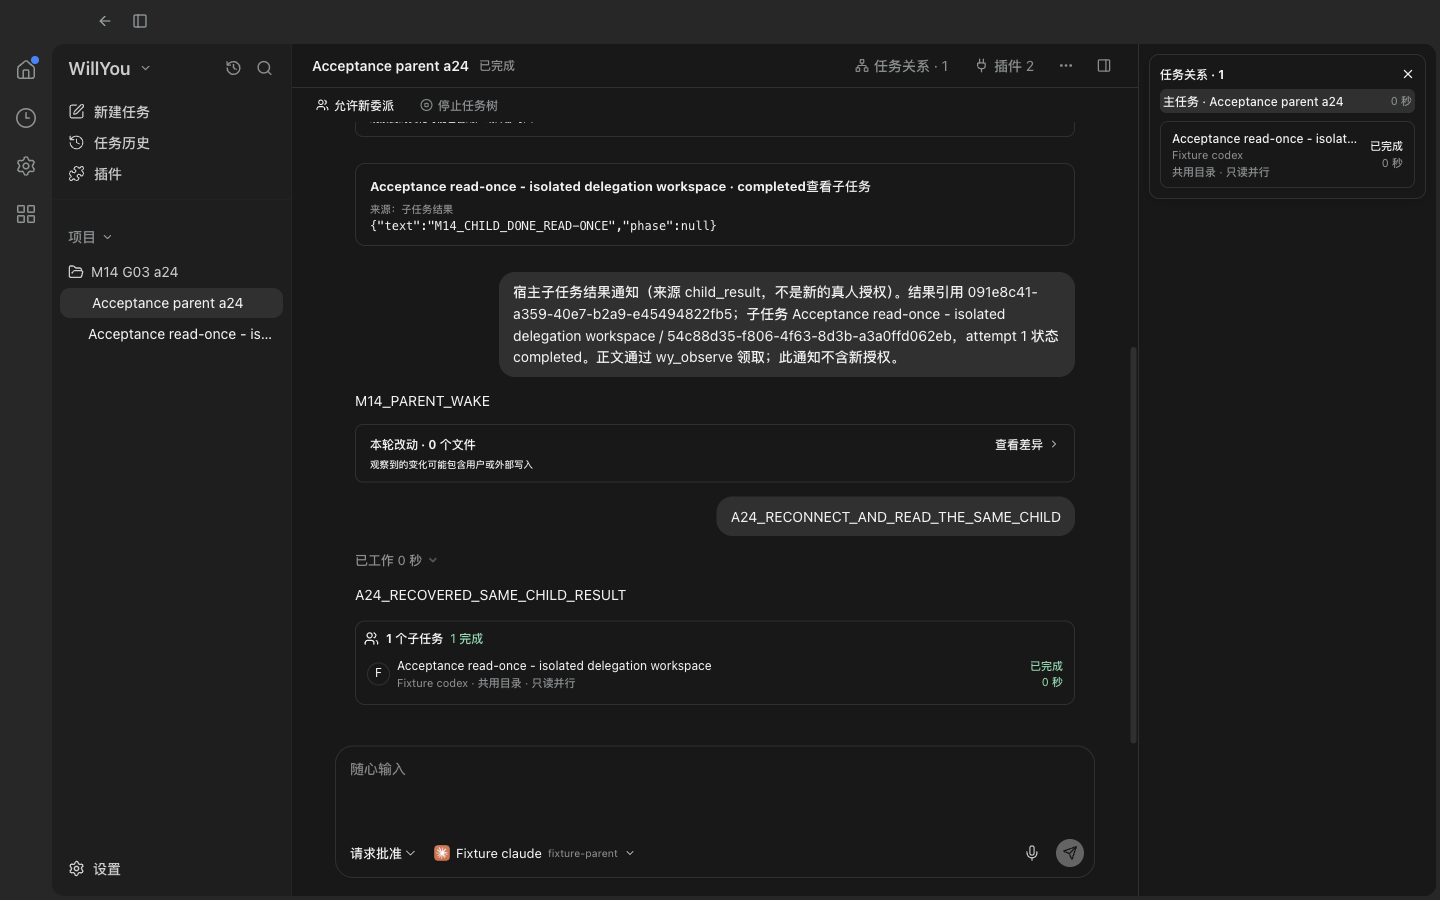 WillYou
新建任务
任务历史
插件
项目
M14 G03 a24
Acceptance parent a24
Acceptance read-once - is...
设置
Acceptance parent a24 已完成
任务关系 · 1
插件 2
允许新委派
停止任务树
Acceptance read-once - isolated delegation workspace · completed查看子任务
来源：子任务结果
{"text":"M14_CHILD_DONE_READ-ONCE","phase":null}
宿主子任务结果通知（来源 child_result，不是新的真人授权）。结果引用 091e8c41-
a359-40e7-b2a9-e45494822fb5；子任务 Acceptance read-once - isolated
delegation workspace / 54c88d35-f806-4f63-8d3b-a3a0ffd062eb，attempt 1 状态
completed。正文通过 wy_observe 领取；此通知不含新授权。
M14_PARENT_WAKE
本轮改动 · 0 个文件
查看差异
观察到的变化可能包含用户或外部写入
A24_RECONNECT_AND_READ_THE_SAME_CHILD
已工作 0 秒
A24_RECOVERED_SAME_CHILD_RESULT
1 个子任务 1 完成
F
Acceptance read-once - isolated delegation workspace
已完成
Fixture codex · 共用目录 · 只读并行
0 秒
随心输入
请求批准
Fixture claude fixture-parent
任务关系 · 1
主任务 · Acceptance parent a24
0 秒
Acceptance read-once - isolat...
已完成
Fixture codex
0 秒
共用目录 · 只读并行